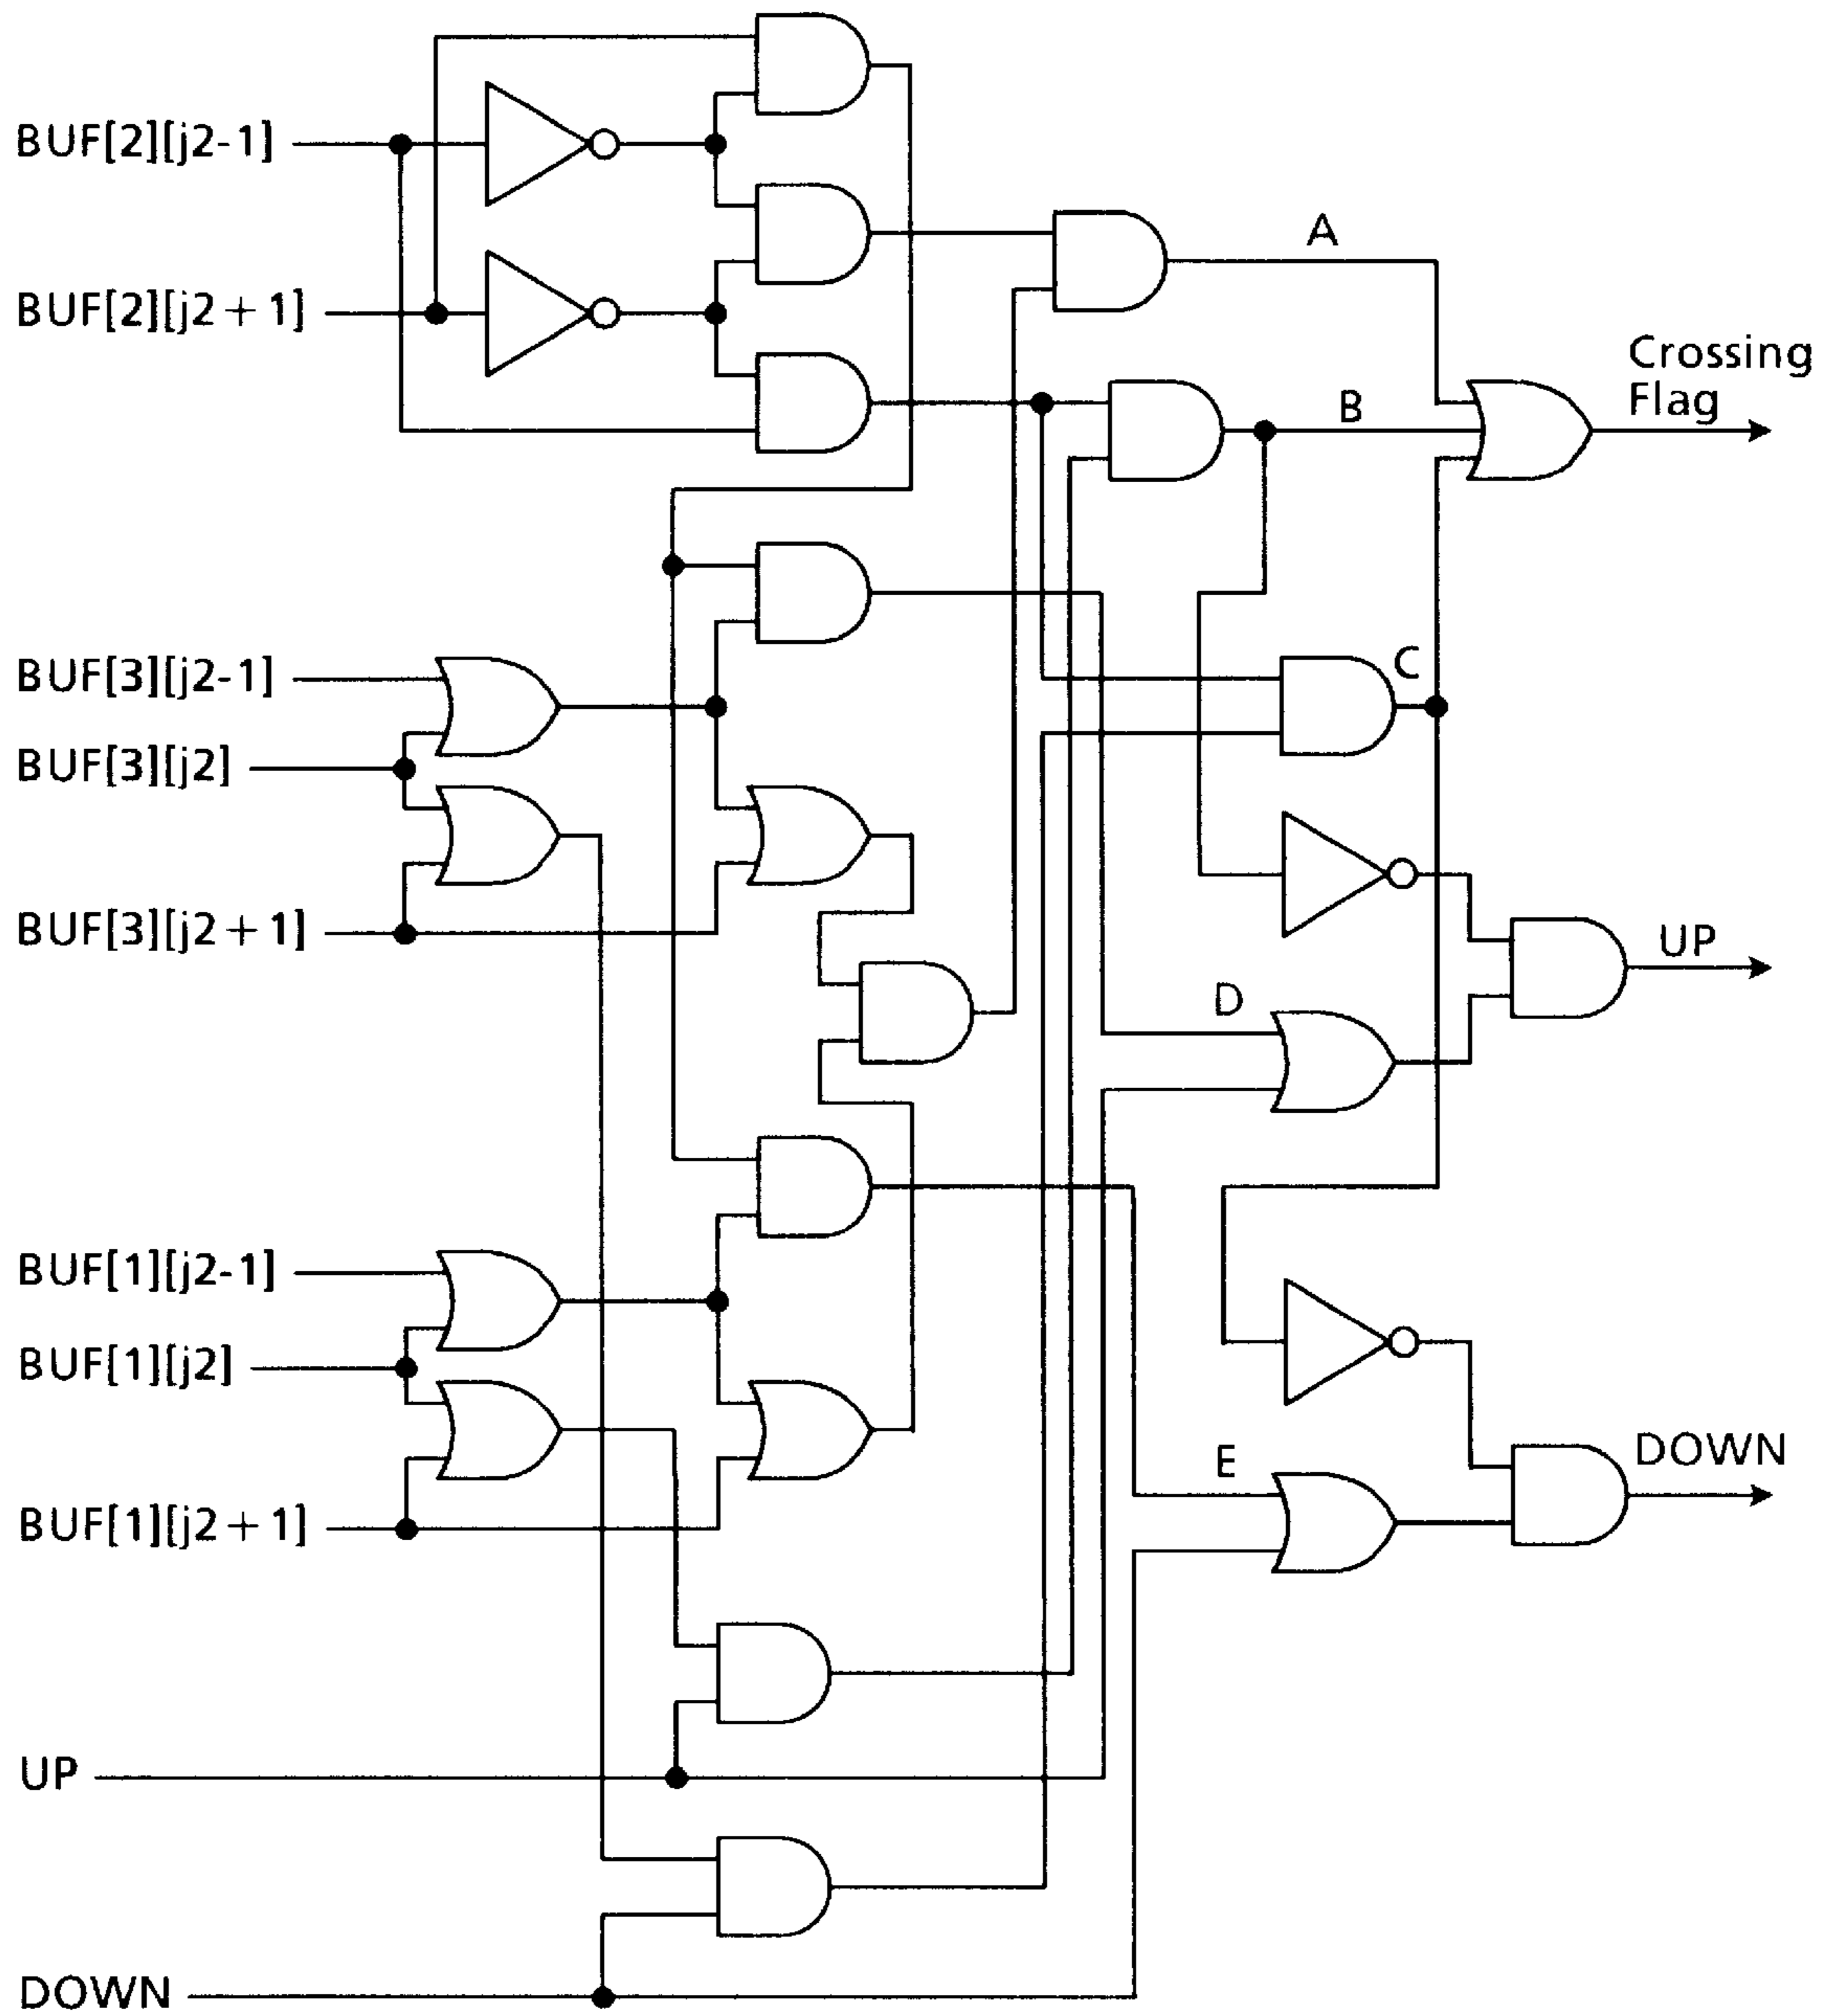 BUF[2][j2-1]
BUF[2][j2+1]
A
B
Crossing
Flag
BUF[3][j2-1]
C
BUF[3][j2]
BUF[3][j2+1]
UP
D
BUF[1][j2-1]
BUF[1][j2]
DOWN
E
BUF[1][j2+1]
UP
DOWN